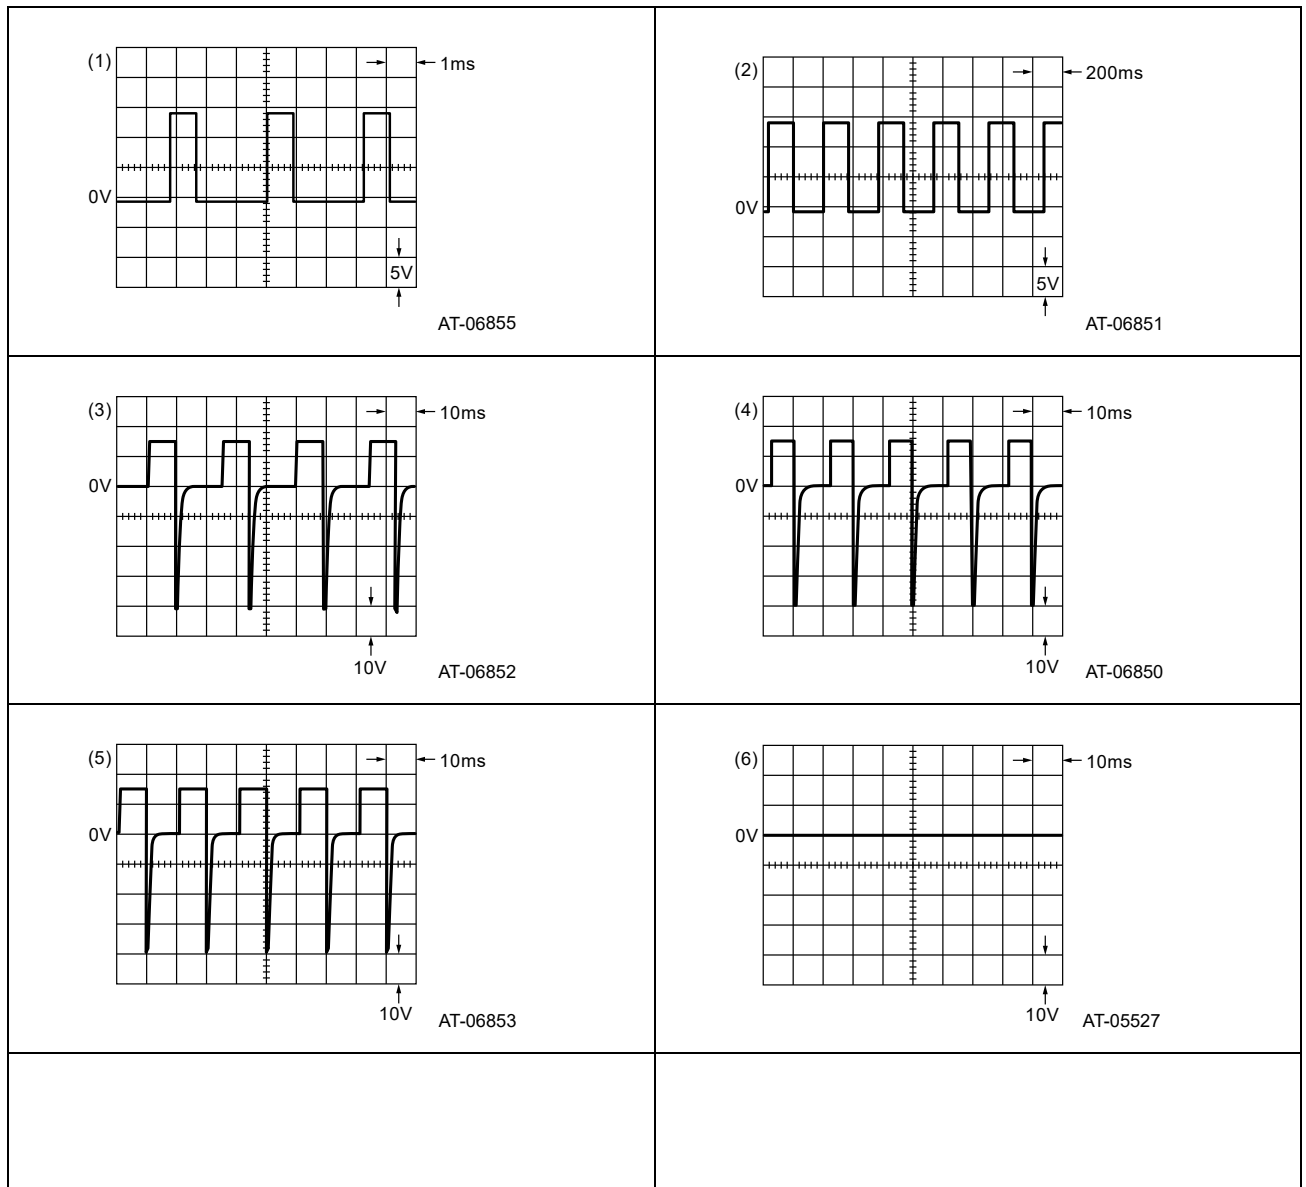 (1)
1ms
0V
5V
AT-06855
(2)
200ms
0V
5V
AT-06851
(3)
10ms
0V
10V
AT-06852
(4)
10ms
0V
10V
AT-06850
(5)
10ms
0V
10V
AT-06853
(6)
10ms
0V
10V
AT-05527